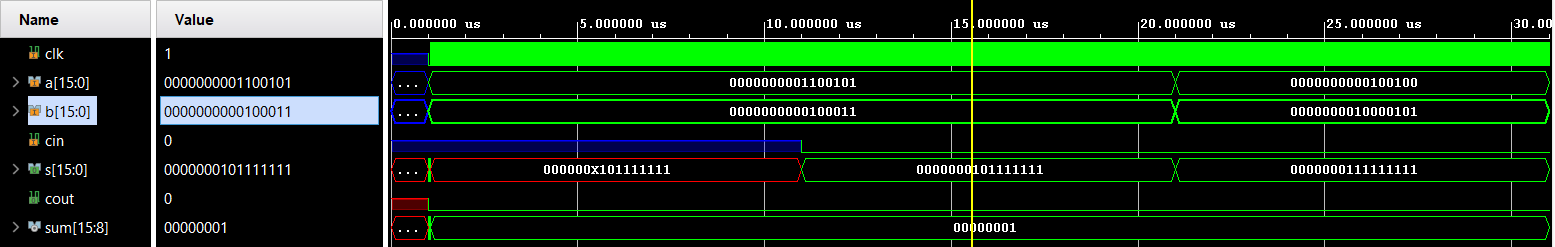 Name Value 0.000000 us 5.000000 us 10.000000 us 15.000000 us 20.000000 us 25.000000 us 30.00
clk 1
a[15:0] 0000000001100101 ... 0000000001100101 0000000000100100
b[15:0] 0000000000100011 ... 0000000000100011 0000000010000101
cin 0
s[15:0] 0000000101111111 ... 000000x101111111 0000000101111111 0000000111111111
cout 0
sum[15:8] 00000001 ... 00000001